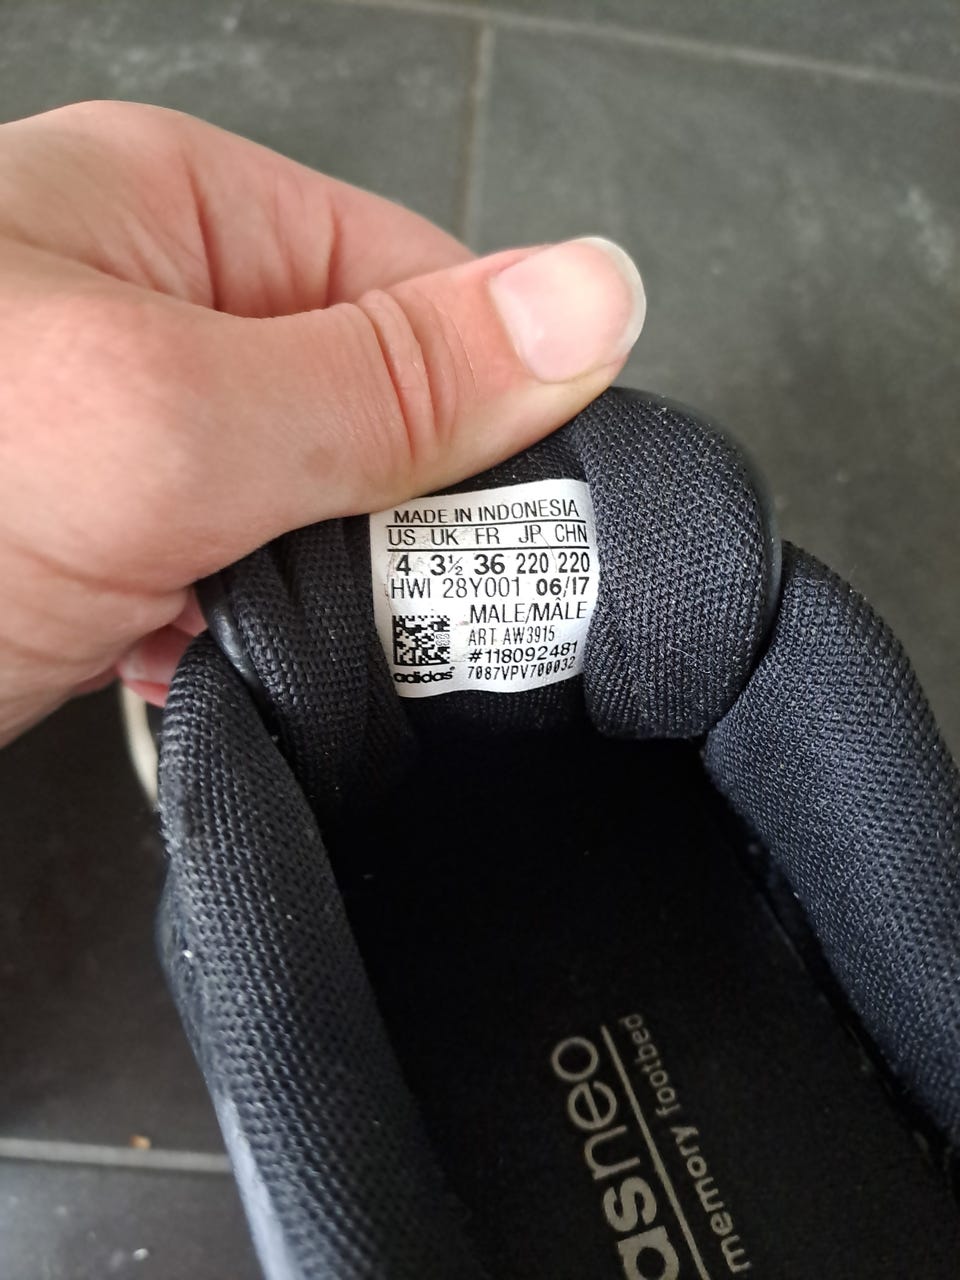 MADE IN INDONESIA
US UK FR JP CHN
4 3½ 36 220 220
HWI 28Y001 06/17
MALE/MÂLE
ART AW3915
#118092481
7087VPV700032
adidas®
asneo
memory footbed